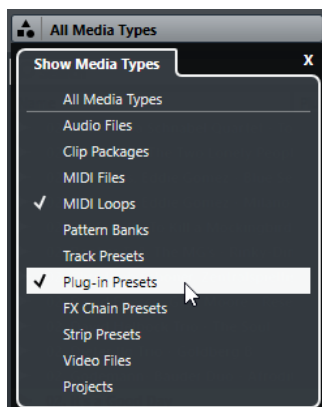 All Media Types
Show Media Types X
All Media Types
Audio Files
Clip Packages
MIDI Files
MIDI Loops
Pattern Banks
Track Presets
Plug-in Presets
FX Chain Presets
Strip Presets
Video Files
Projects